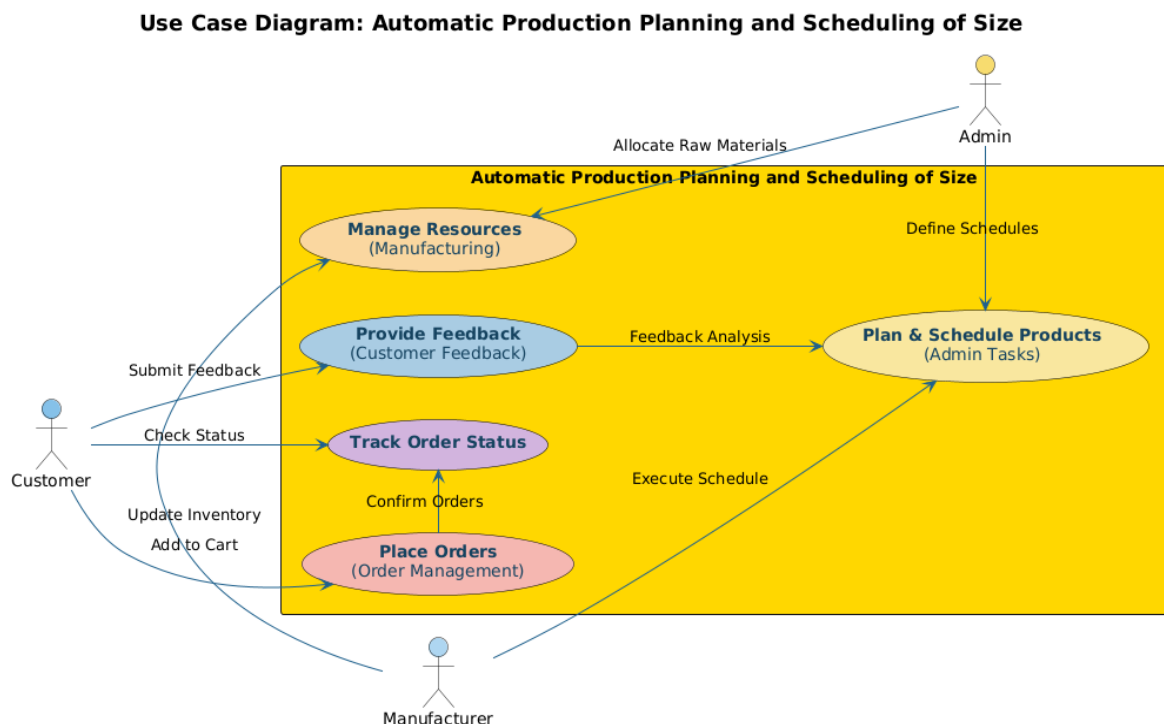 Use Case Diagram: Automatic Production Planning and Scheduling of Size
Admin
Allocate Raw Materials
Automatic Production Planning and Scheduling of Size
Manage Resources
(Manufacturing)
Define Schedules
Provide Feedback
(Customer Feedback)
Feedback Analysis
Plan & Schedule Products
(Admin Tasks)
Submit Feedback
Check Status
Track Order Status
Customer
Execute Schedule
Confirm Orders
Update Inventory
Add to Cart
Place Orders
(Order Management)
Manufacturer